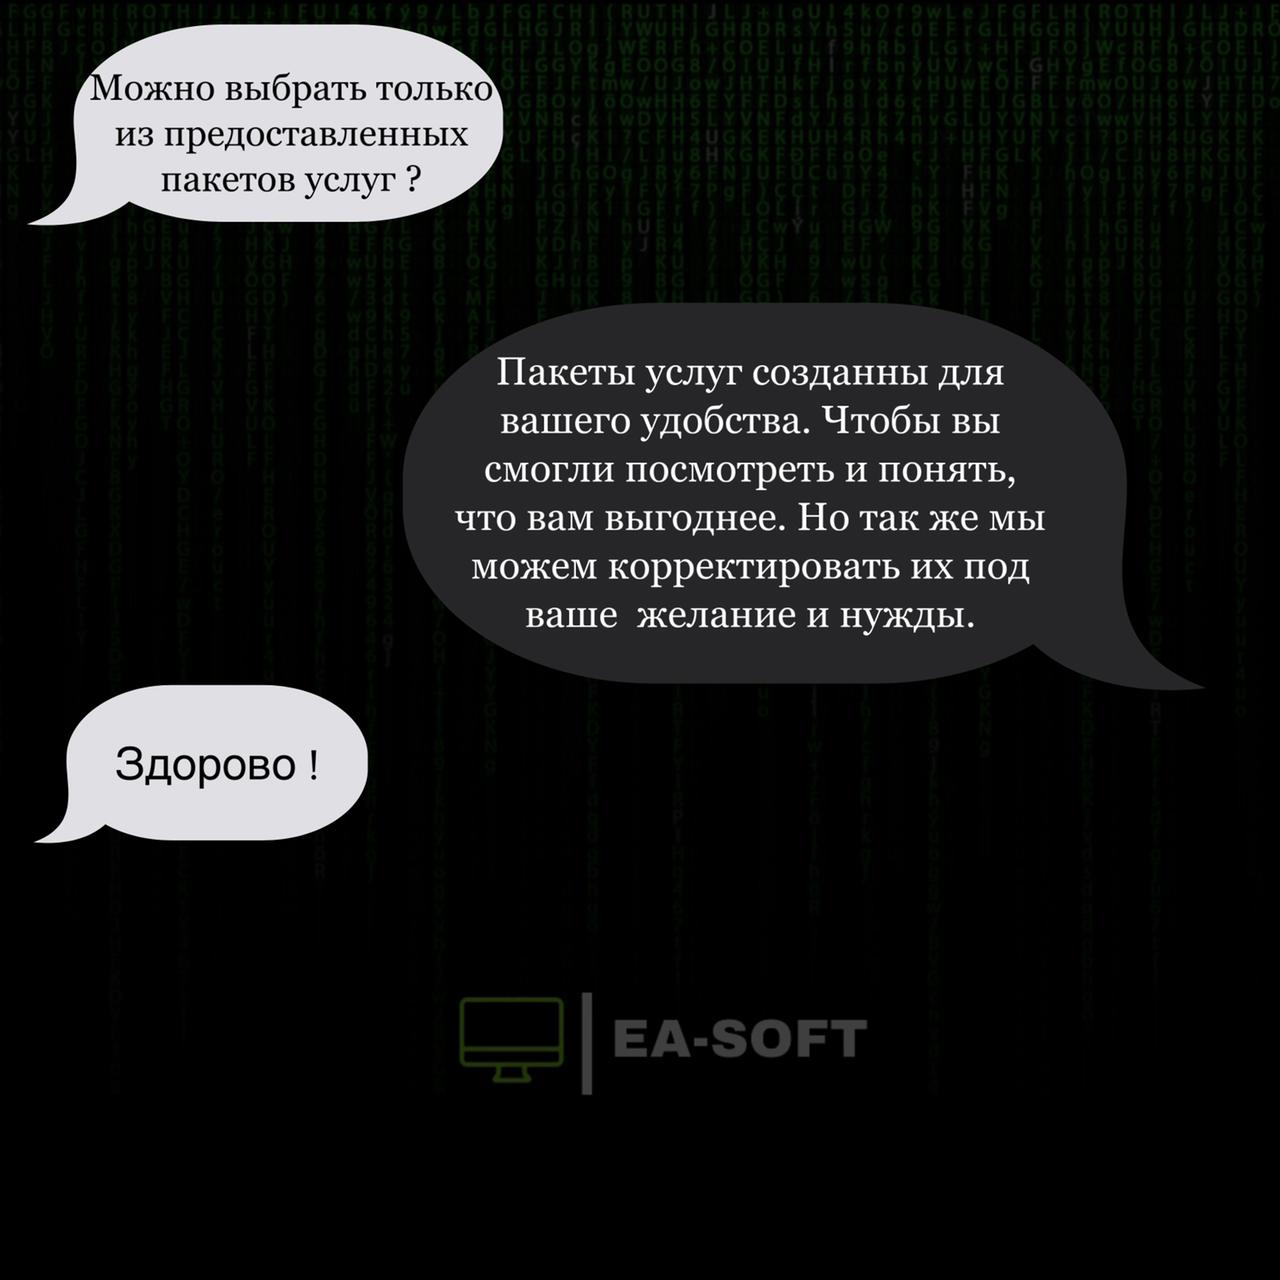 Можно выбрать только
из предоставленных
пакетов услуг ?
Пакеты услуг созданны для
вашего удобства. Чтобы вы
смогли посмотреть и понять,
что вам выгоднее. Но так же мы
можем корректировать их под
ваше  желание и нужды.
Здорово !
EA-SOFT